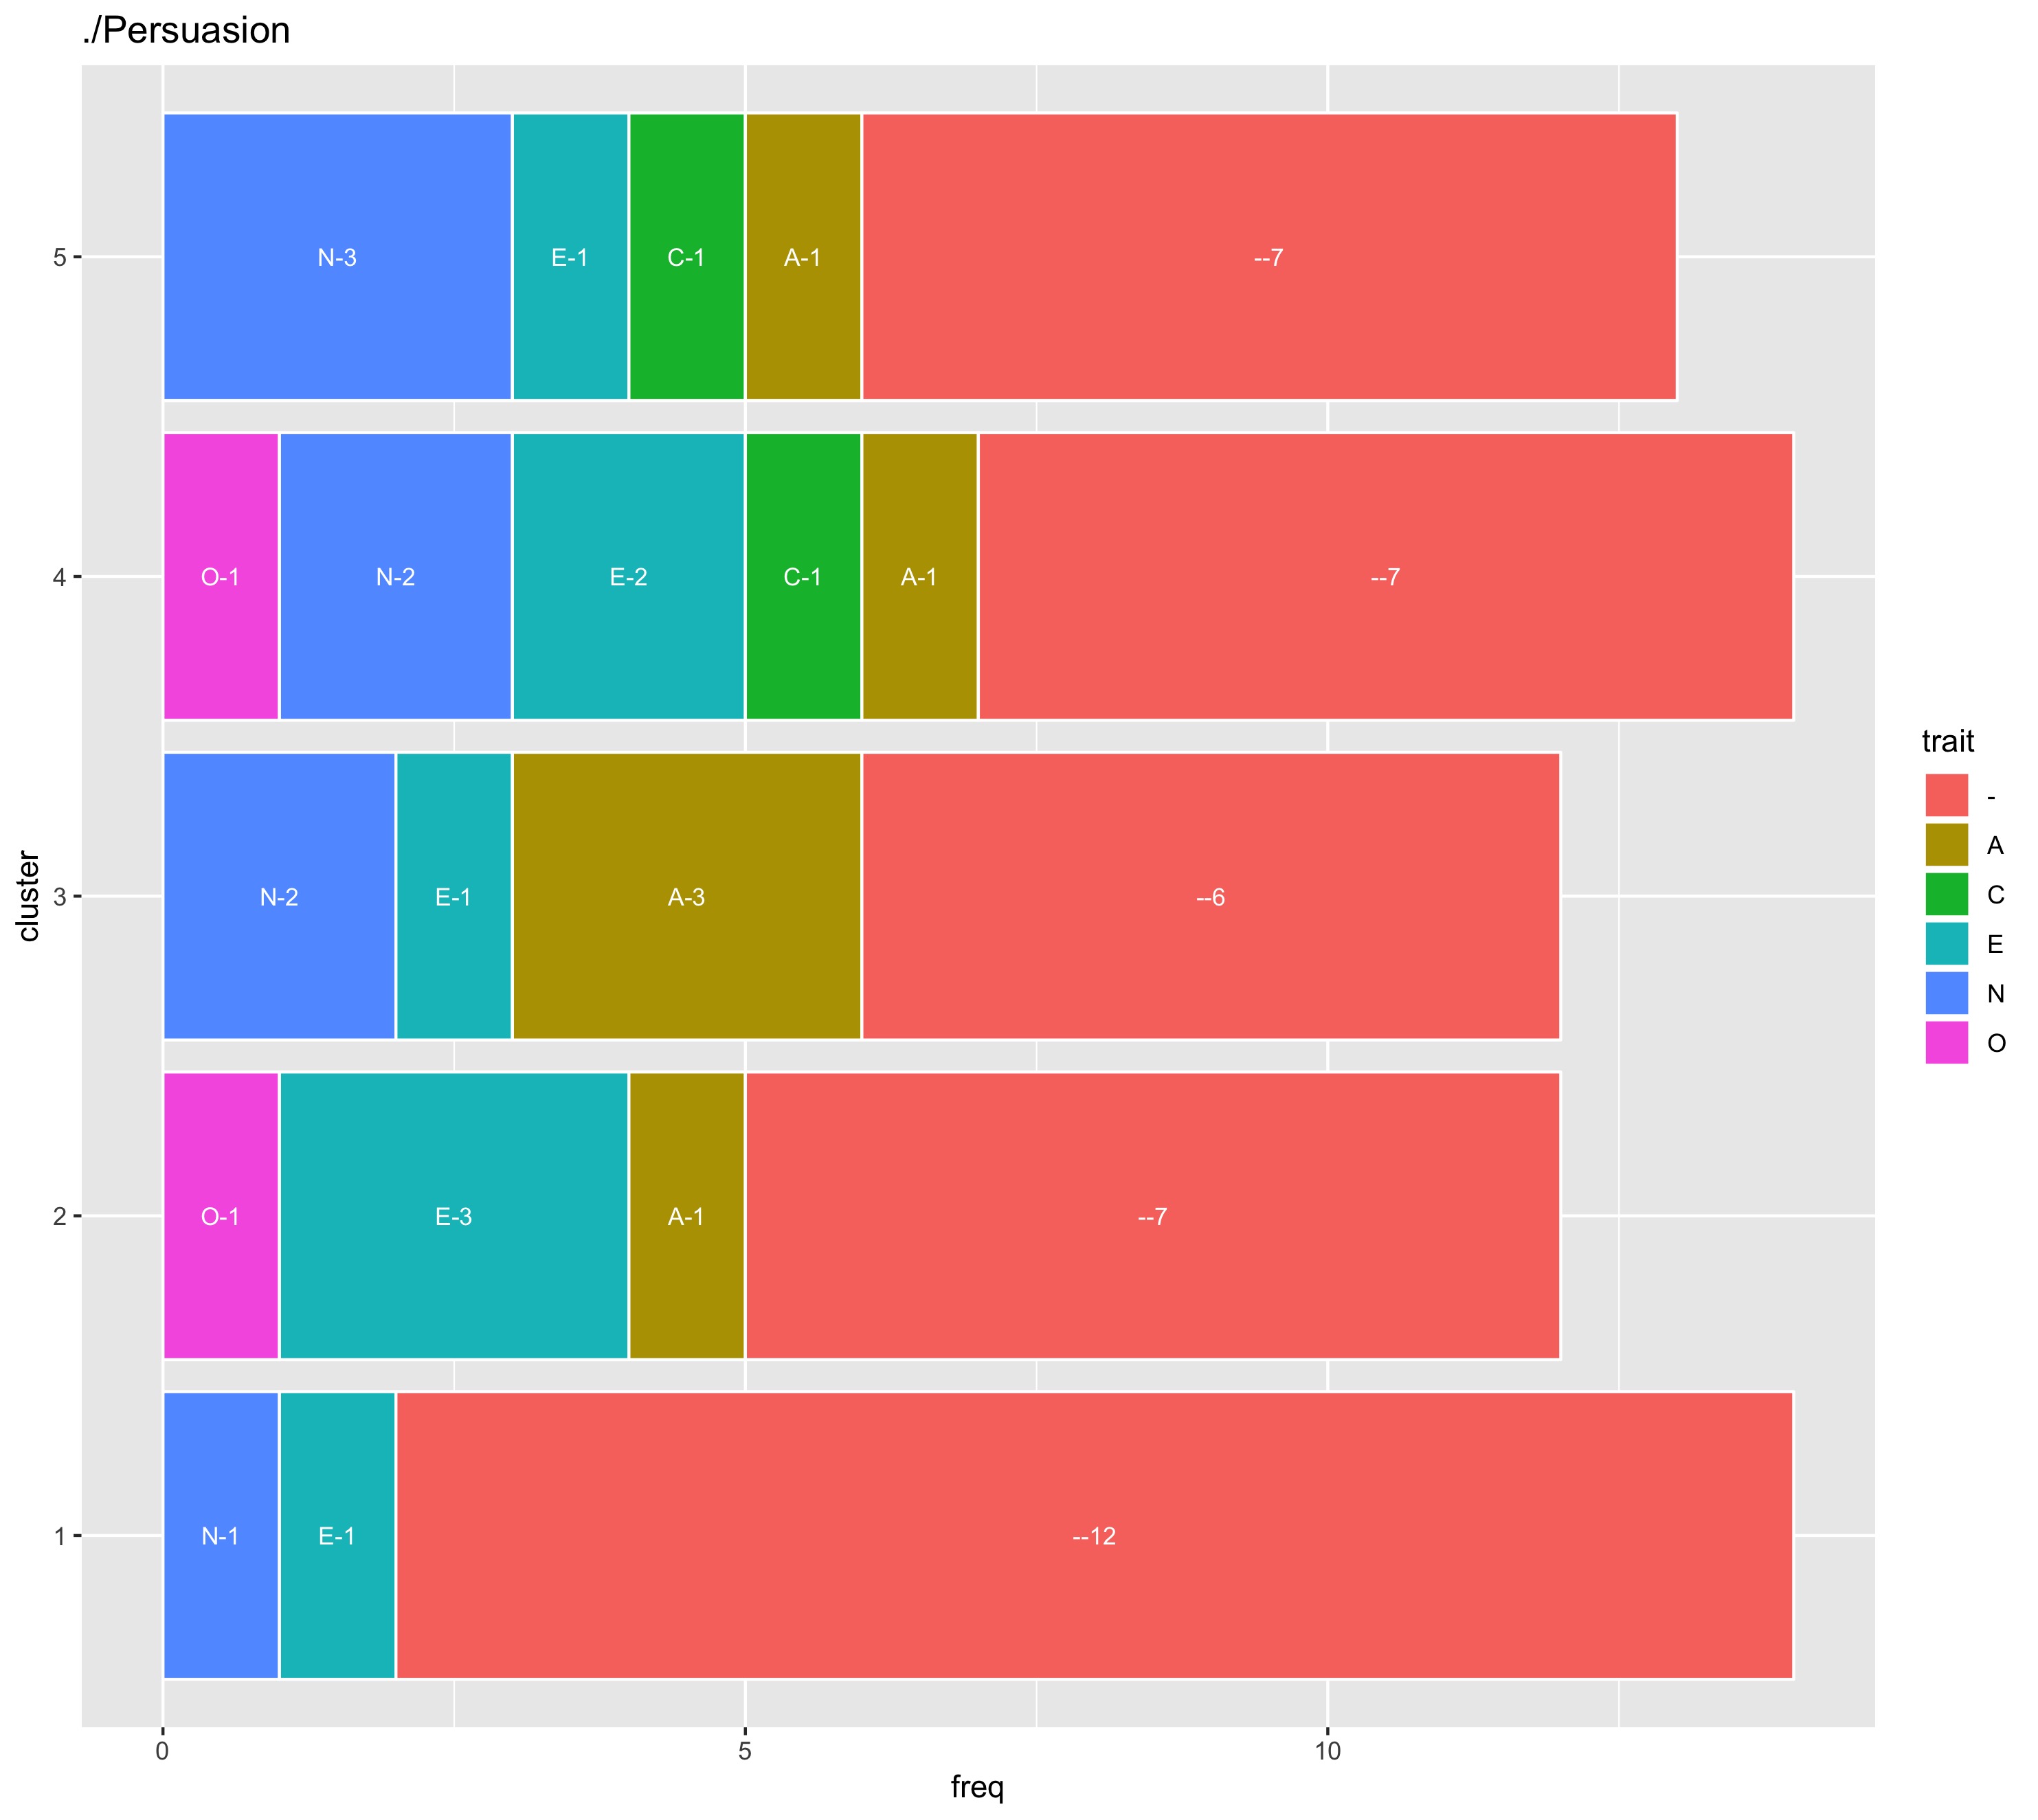 ./Persuasion
5
N-3 E-1 C-1 A-1 --7
4
O-1 N-2 E-2 C-1 A-1 --7
3
N-2 E-1 A-3 --6
2
O-1 E-3 A-1 --7
1
N-1 E-1 --12
cluster
0 5 10
freq
trait
-
A
C
E
N
O